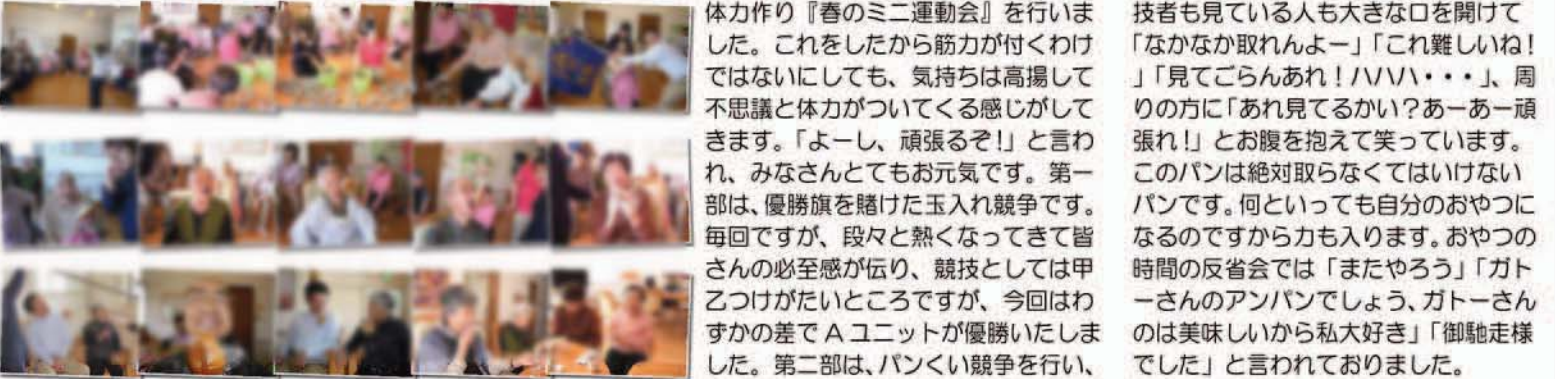 体力作り『春のミニ運動会』を行いま
した。これをしたから筋力が付くわけ
ではないにしても、気持ちは高揚して
不思議と体力がついてくる感じがして
きます。「よーし、頑張るぞ!」と言わ
れ、みなさんとてもお元気です。第一
部は、優勝旗を賭けた玉入れ競争です。
毎回ですが、段々と熱くなってきて皆
さんの必至感が伝り、競技としては甲
乙つけがたいところですが、今回はわ
ずかの差でAユニットが優勝いたしま
した。第二部は、パンくい競争を行い、
技者も見ている人も大きな口を開けて
「なかなか取れんよー」「これ難しいね!
」「見てごらんあれ!ハハハ・・・」、周
りの方に「あれ見てるかい?あーあー頑
張れ!」とお腹を抱えて笑っています。
このパンは絶対取らなくてはいけない
パンです。何といっても自分のおやつに
なるのですから力も入ります。おやつの
時間の反省会では「またやろう」「ガト
ーさんのアンパンでしょう、ガトーさん
のは美味しいから私大好き」「御馳走様
でした」と言われておりました。